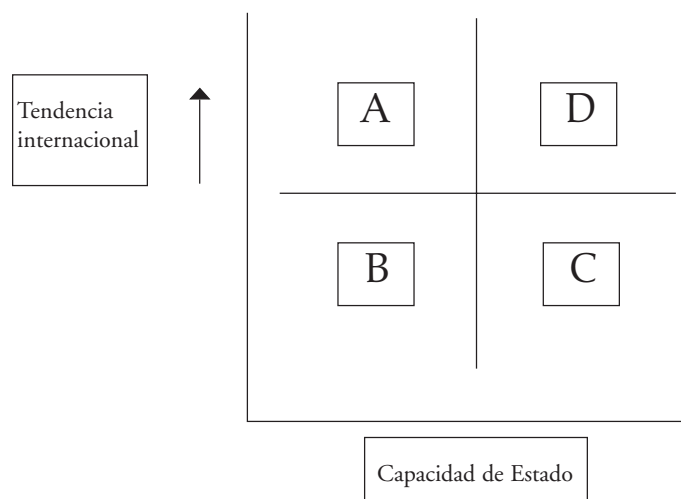 Tendencia
internacional
A
D
B
C
Capacidad de Estado